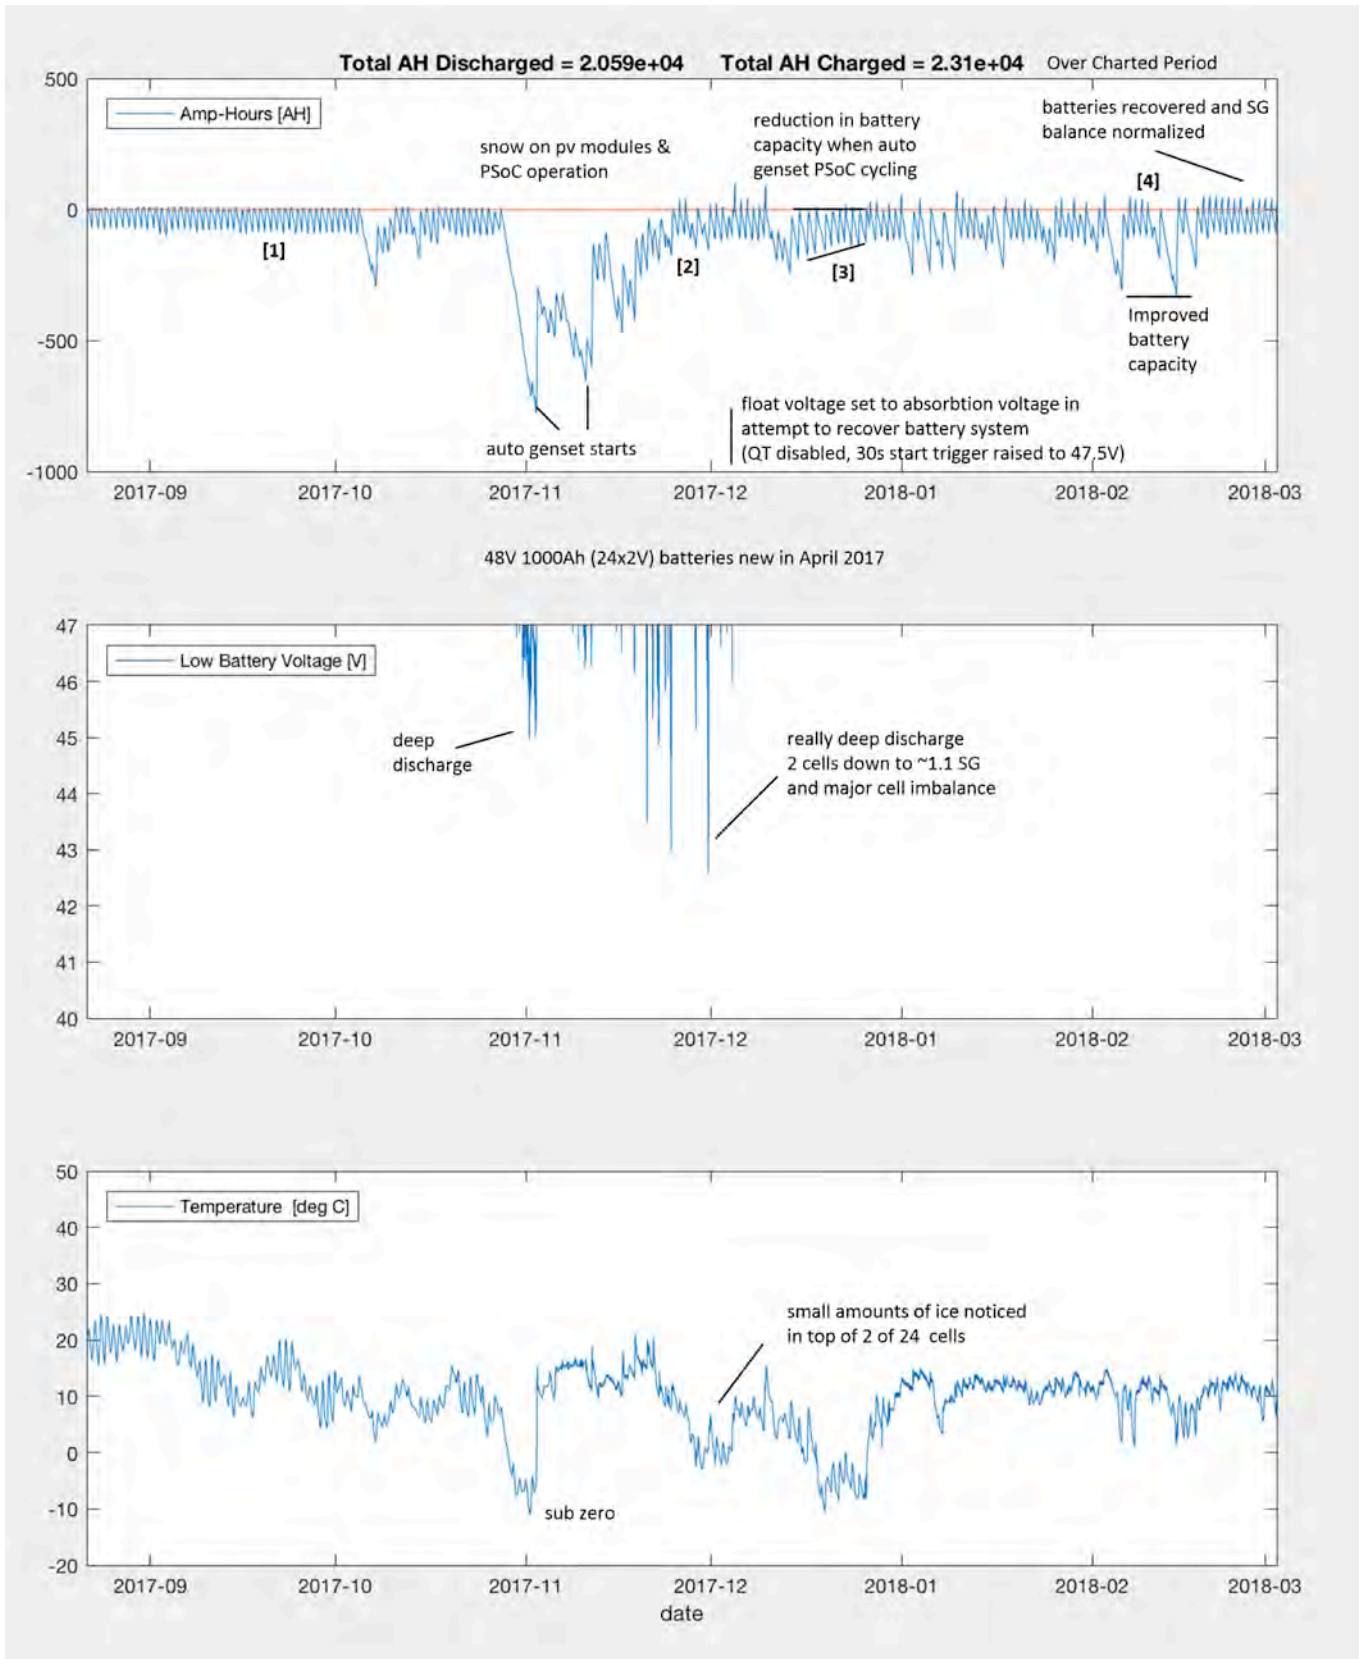 Total AH Discharged = 2.059e+04 Total AH Charged = 2.31e+04 Over Charted Period
500
0
-500
-1000
Amp-Hours [AH]
snow on pv modules &
PSoC operation
reduction in battery
capacity when auto
genset PSoC cycling
batteries recovered and SG
balance normalized
[1]
[2]
[3]
[4]
Improved
battery
capacity
auto genset starts
float voltage set to absorbtion voltage in
attempt to recover battery system
(QT disabled, 30s start trigger raised to 47,5V)
2017-09 2017-10 2017-11 2017-12 2018-01 2018-02 2018-03
48V 1000Ah (24x2V) batteries new in April 2017
47
46
45
44
43
42
41
40
Low Battery Voltage [V]
deep
discharge
really deep discharge
2 cells down to ~1.1 SG
and major cell imbalance
2017-09 2017-10 2017-11 2017-12 2018-01 2018-02 2018-03
50
40
30
20
10
0
-10
-20
Temperature [deg C]
small amounts of ice noticed
in top of 2 of 24 cells
sub zero
2017-09 2017-10 2017-11 2017-12 2018-01 2018-02 2018-03
date